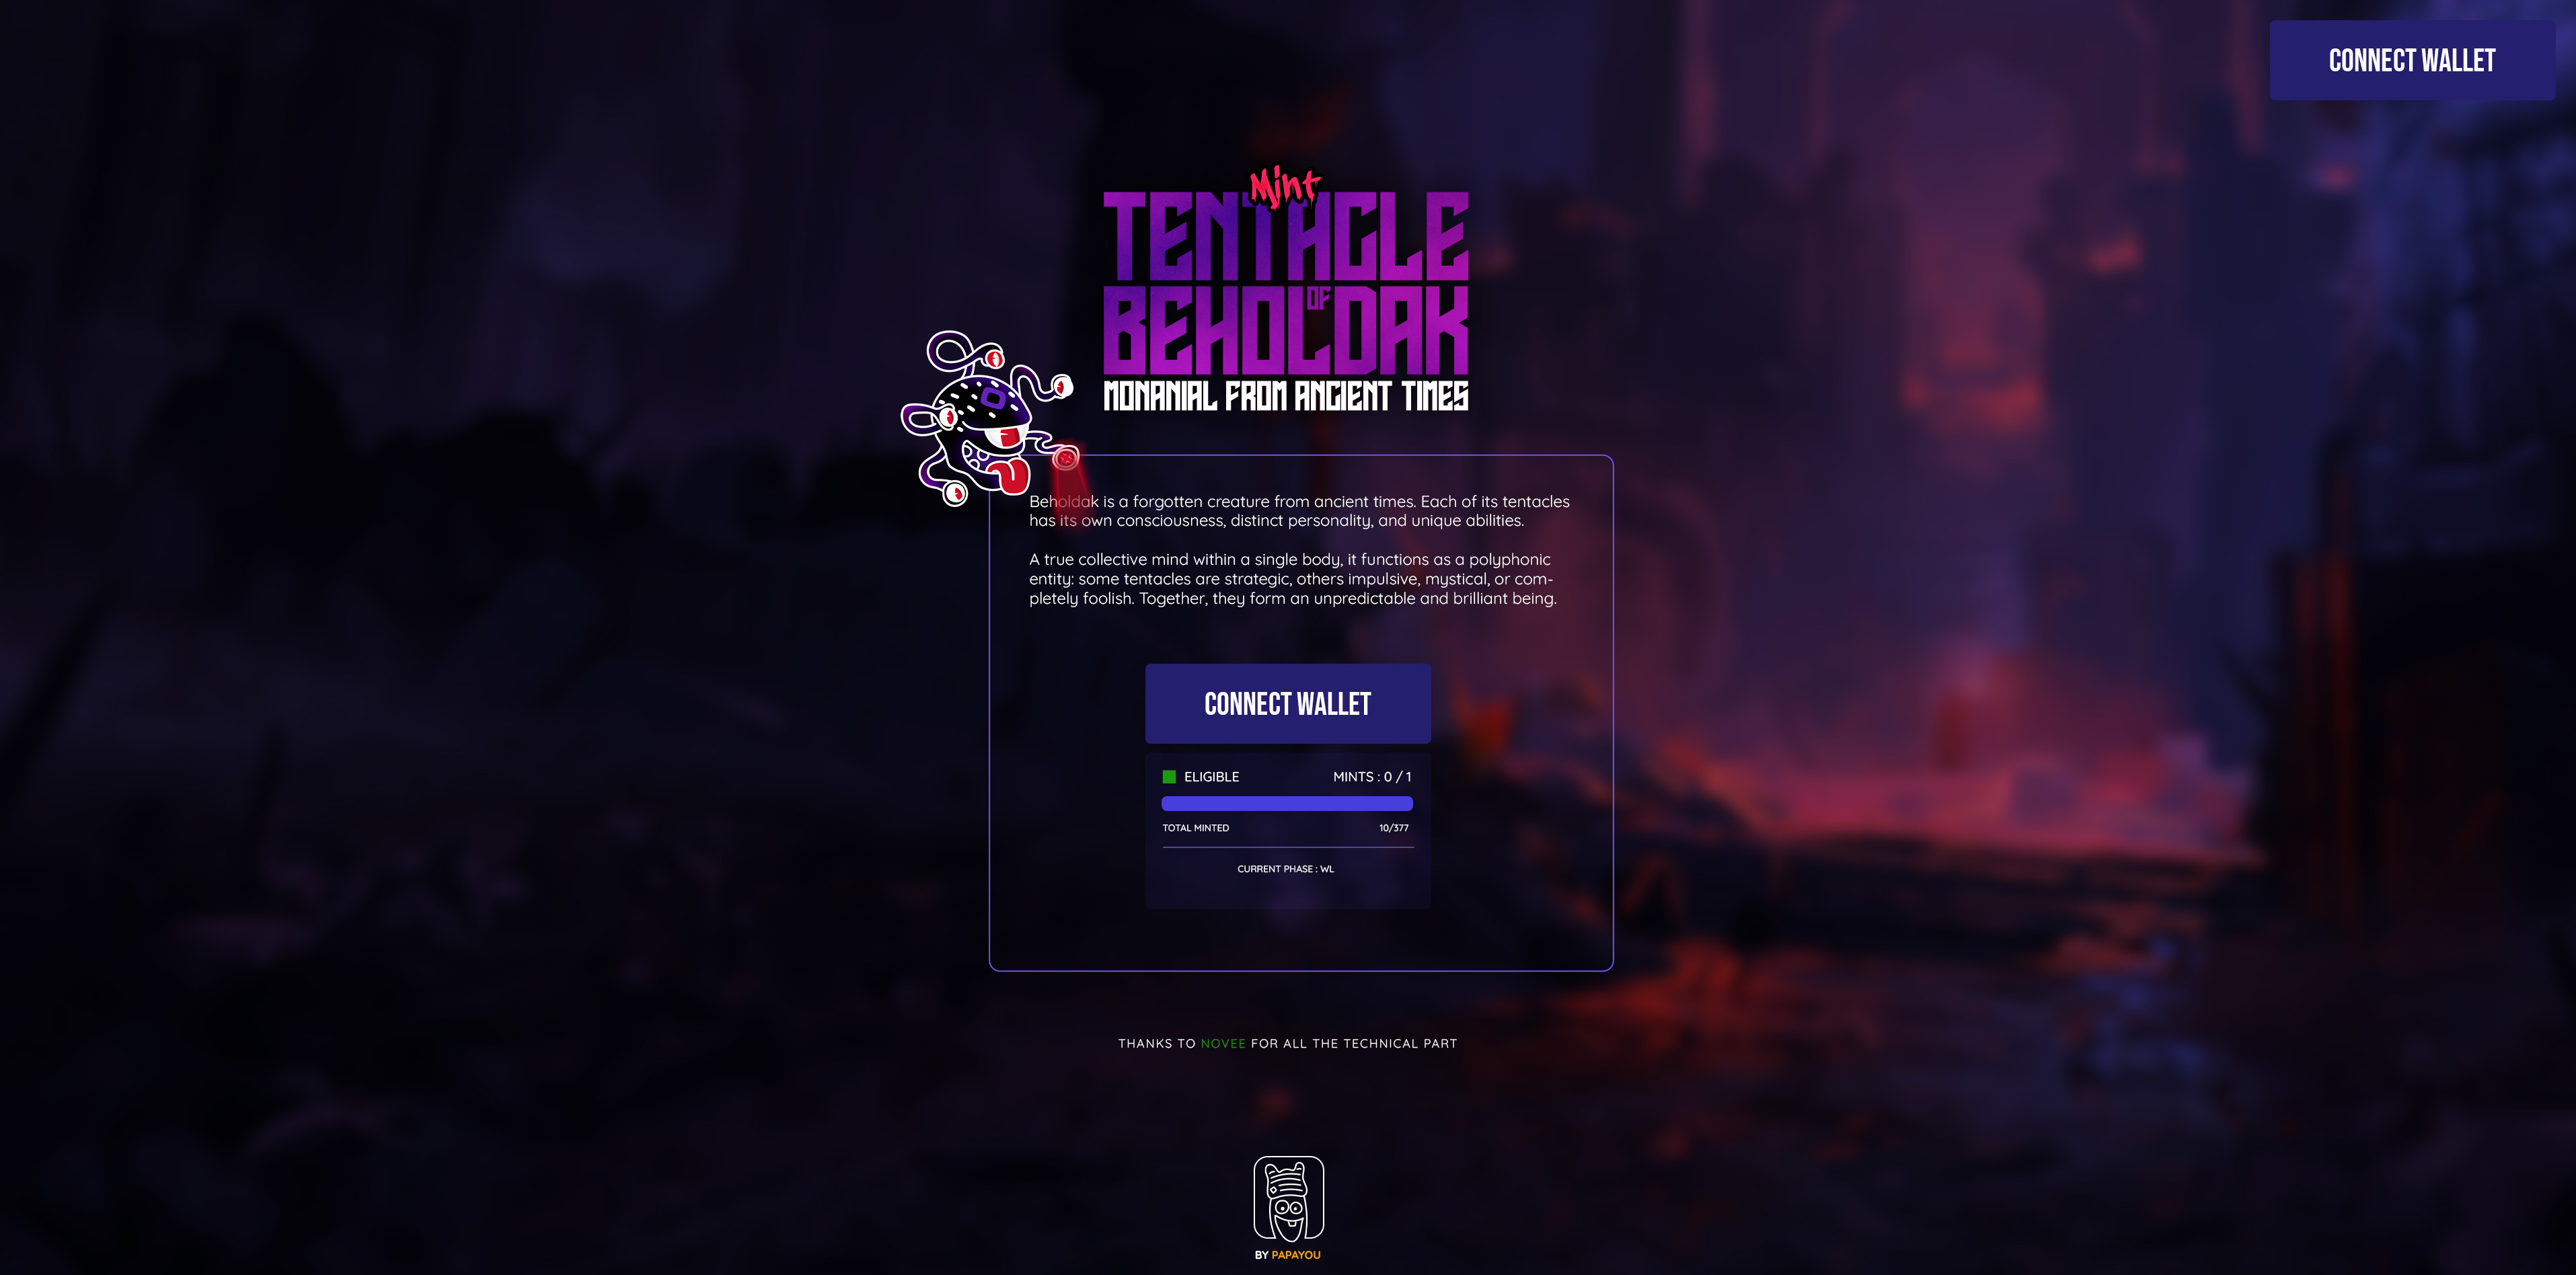 CONNECT WALLET
Mint
TENTACLE
OF
BEHOLDAK
MONANIAL FROM ANCIENT TIMES
Beholdak is a forgotten creature from ancient times. Each of its tentacles
has its own consciousness, distinct personality, and unique abilities.
A true collective mind within a single body, it functions as a polyphonic
entity: some tentacles are strategic, others impulsive, mystical, or com-
pletely foolish. Together, they form an unpredictable and brilliant being.
CONNECT WALLET
ELIGIBLE MINTS : 0 / 1
TOTAL MINTED 10/377
CURRENT PHASE : WL
THANKS TO NOVEE FOR ALL THE TECHNICAL PART
BY PAPAYOU